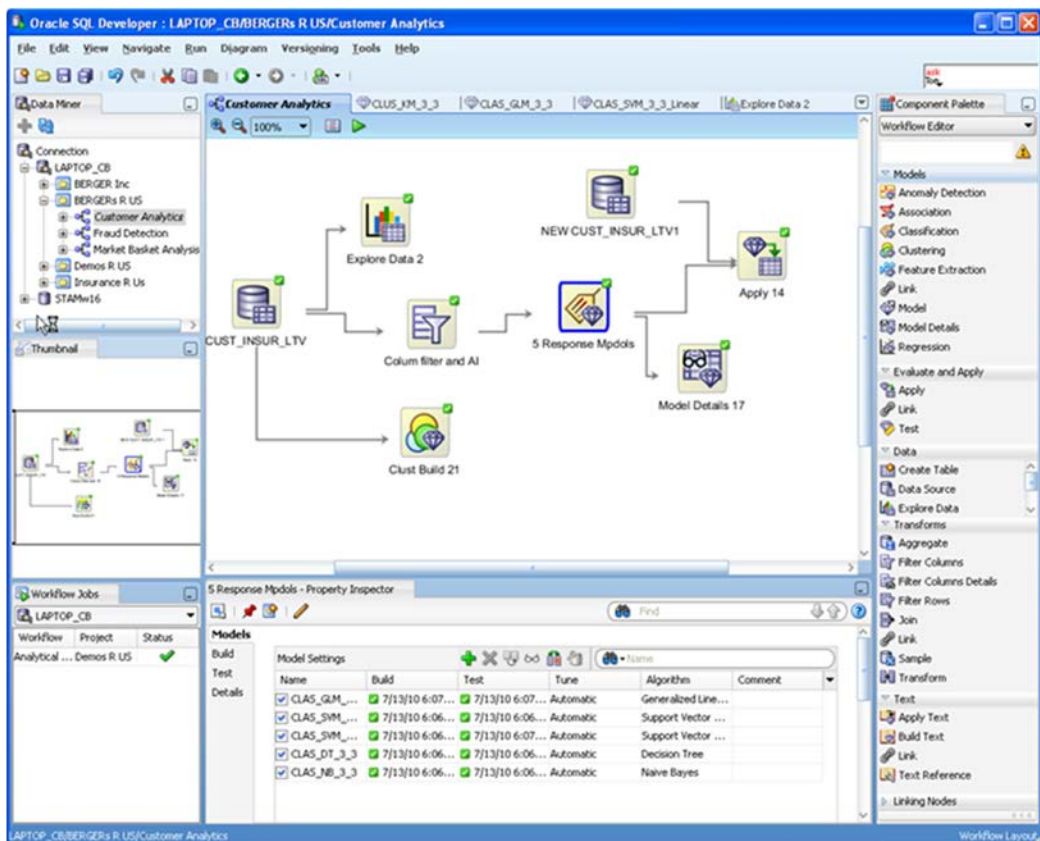 Oracle SQL Developer : LAPTOP_CB/BERGERs R US/Customer Analytics
File Edit View Navigate Run Diagram Versioning Tools Help
Data Miner
Connection
LAPTOP_CB
BERGER Inc
BERGERs R US
Customer Analytics
Fraud Detection
Market Basket Analysis
Demos R US
Insurance R Us
STAMw16
Thumbnail
Workflow Jobs
LAPTOP_CB
Workflow Project Status
Analytical ... Demos R US
Customer Analytics CLUS_KM_3_3 CLAS_GLM_3_3 CLAS_SVM_3_3_Linear Explore Data 2
100%
Explore Data 2
NEW CUST_INSUR_LTV1
Apply 14
CUST_INSUR_LTV
Colum filter and AI
5 Response Mpdols
Model Details 17
Clust Build 21
5 Response Mpdols - Property Inspector
Find
Models
Build
Test
Details
Model Settings
Name
Name Build Test Tune Algorithm Comment
CLAS_GLM_... 7/13/10 6:07... 7/13/10 6:07... Automatic Generalized Line...
CLAS_SVM_... 7/13/10 6:06... 7/13/10 6:07... Automatic Support Vector ...
CLAS_SVM_... 7/13/10 6:06... 7/13/10 6:07... Automatic Support Vector ...
CLAS_DT_3_3 7/13/10 6:06... 7/13/10 6:06... Automatic Decision Tree
CLAS_NB_3_3 7/13/10 6:06... 7/13/10 6:06... Automatic Naive Bayes
Component Palette
Workflow Editor
Models
Anomaly Detection
Association
Classification
Clustering
Feature Extraction
Link
Model
Model Details
Regression
Evaluate and Apply
Apply
Link
Test
Data
Create Table
Data Source
Explore Data
Transforms
Aggregate
Filter Columns
Filter Columns Details
Filter Rows
Join
Link
Sample
Transform
Text
Apply Text
Build Text
Link
Text Reference
Linking Nodes
LAPTOP_CB/BERGERs R US/Customer Analytics
Workflow Layout